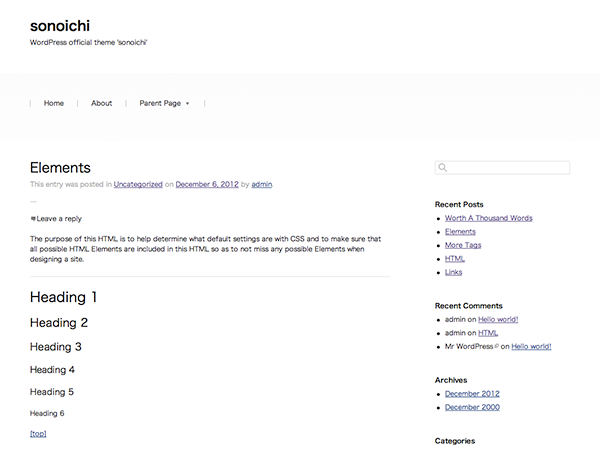 sonoichi
WordPress official theme 'sonoichi'
Home
About
Parent Page
Elements
This entry was posted in Uncategorized on December 6, 2012 by admin.
—
Leave a reply
The purpose of this HTML is to help determine what default settings are with CSS and to make sure that
all possible HTML Elements are included in this HTML so as to not miss any possible Elements when
designing a site.
Heading 1
Heading 2
Heading 3
Heading 4
Heading 5
Heading 6
[top]
Recent Posts
Worth A Thousand Words
Elements
More Tags
HTML
Links
Recent Comments
admin on Hello world!
admin on HTML
Mr WordPress on Hello world!
Archives
December 2012
December 2000
Categories